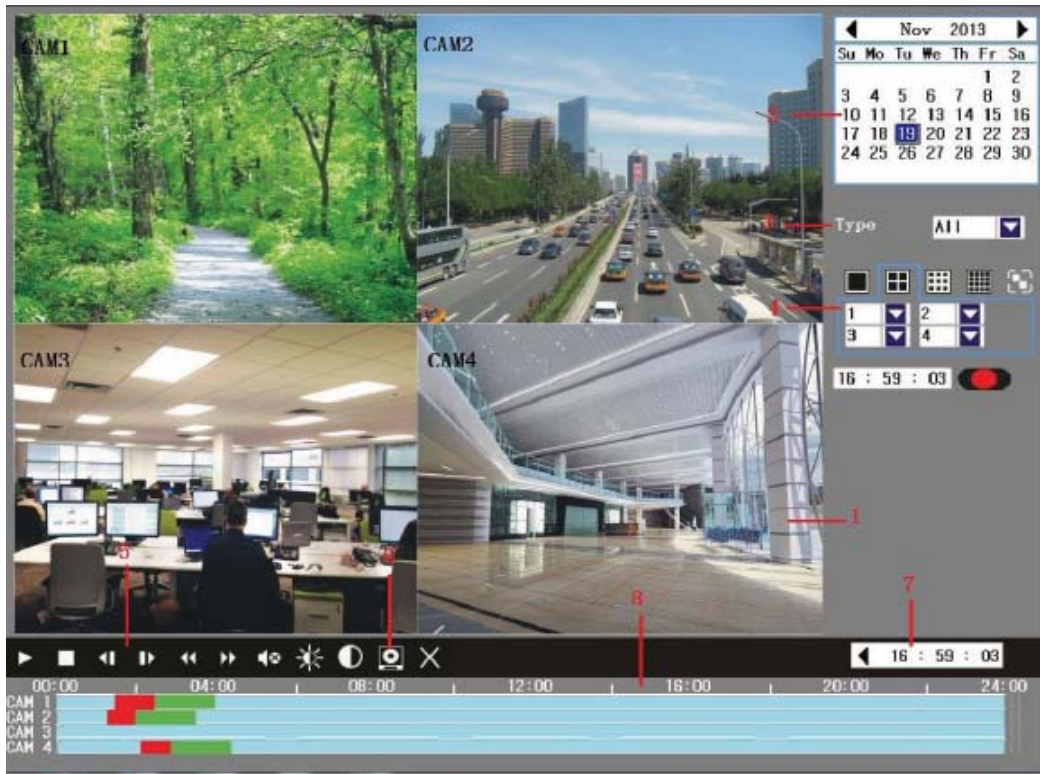 CAM1
CAM2
Nov 2013
Su Mo Tu We Th Fr Sa
1 2
3 4 5 6 7 8 9
2
10 11 12 13 14 15 16
17 18 19 20 21 22 23
24 25 26 27 28 29 30
Type All
4
1 2
3 4
16 : 59 : 03
CAM3
CAM4
1
5
8
7
16 : 59 : 03
00:00 04:00 08:00 12:00 16:00 20:00 24:00
CAM 1
CAM 2
CAM 3
CAM 4